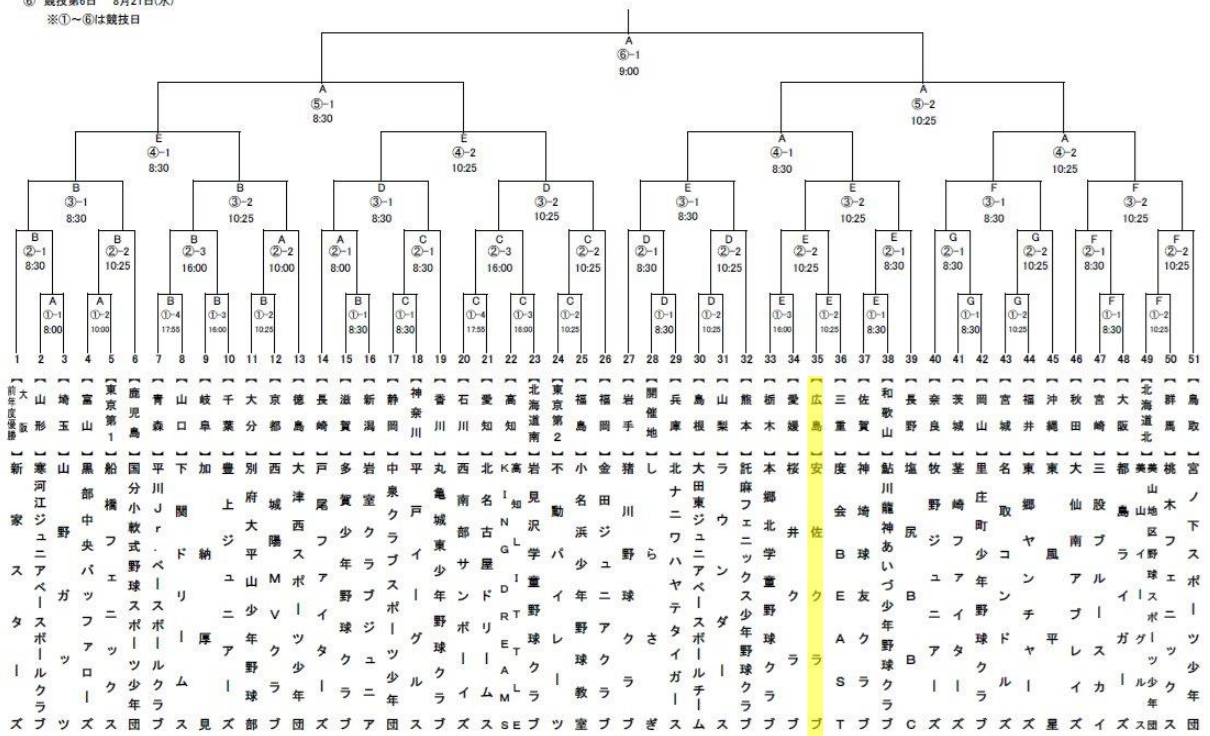 ⑥ 競技第6日 8月21日(水)
※①～⑥は競技日
A
⑥-1
9:00
A
⑤-1
8:30
A
⑤-2
10:25
E
④-1
8:30
E
④-2
10:25
A
④-1
8:30
A
④-2
10:25
B
③-1
8:30
B
③-2
10:25
D
③-1
8:30
D
③-2
10:25
E
③-1
8:30
E
③-2
10:25
F
③-1
8:30
F
③-2
10:25
B
②-1
8:30
B
②-2
10:25
B
②-3
16:00
A
②-2
10:00
A
②-1
8:00
C
②-1
8:30
C
②-3
16:00
C
②-2
10:25
D
②-1
8:30
D
②-2
10:25
E
②-2
10:25
E
②-1
8:30
G
②-1
8:30
G
②-2
10:25
F
②-1
8:30
F
②-2
10:25
A
①-1
8:00
A
①-2
10:00
B
①-4
17:55
B
①-3
16:00
B
①-2
10:25
B
①-1
8:30
C
①-1
8:30
C
①-4
17:55
C
①-3
16:00
C
①-2
10:25
D
①-1
8:30
D
①-2
10:25
E
①-3
16:00
E
①-2
10:25
E
①-1
8:30
G
①-1
8:30
G
①-2
10:25
F
①-1
8:30
F
①-2
10:25
1 【前年度優勝 大阪】新家スターズ
2 【山形】寒河江ジュニアベースボールクラブ
3 【埼玉】山野ガッツ
4 【富山】黒部中央バッファローズ
5 【東京第1】船橋フェニックス
6 【鹿児島】国分小軟式野球スポーツ少年団
7 【青森】平川Jr.ベースボールクラブ
8 【山口】下関ドリームス
9 【岐阜】加納厚見
10 【千葉】豊上ジュニアーズ
11 【大分】別府大平山少年野球部
12 【京都】西城陽MVクラブ
13 【徳島】大津西スポーツ少年団
14 【長崎】戸尾ファイターズ
15 【滋賀】多賀少年野球クラブ
16 【新潟】岩室クラブジュニア
17 【静岡】中泉クラブスポーツ少年団
18 【神奈川】平戸イーグルス
19 【香川】丸亀城東少年野球クラブ
20 【石川】西南部サンボーイズ
21 【愛知】北名古屋ドリームス
22 【高知】高知LITTLE KING DREAMS
23 【北海道南】岩見沢学童野球クラブ
24 【東京第2】不動パイレーツ
25 【福島】小名浜少年野球教室
26 【福岡】金田ジュニアクラブ
27 【岩手】猪川野球クラブ
28 【開催地】しらさぎ
29 【兵庫】北ナニワハヤテタイガース
30 【島根】大田東ジュニアベースボールチーム
31 【山梨】ラウンダース
32 【熊本】託麻フェニックス少年野球クラブ
33 【栃木】本郷北学童野球クラブ
34 【愛媛】桜井クラブ
35 【広島】安佐クラブ
36 【三重】度会BEAST
37 【佐賀】神埼球友クラブ
38 【和歌山】鮎川龍神あいづ少年野球クラブ
39 【長野】塩尻BBC
40 【奈良】牧野ジュニアーズ
41 【茨城】茎崎ファイターズ
42 【岡山】里庄町少年野球クラブ
43 【宮城】名取コンドルズ
44 【福井】東郷ヤンチャーズ
45 【沖縄】東風平星
46 【秋田】大仙南アプレイズ
47 【宮崎】三股ブルースカイ
48 【大阪】都島タイガース
49 【北海道北】美山イーグルス 美山地区野球スポーツ少年団
50 【群馬】桃木フェニックス
51 【鳥取】宮ノ下スポーツ少年団